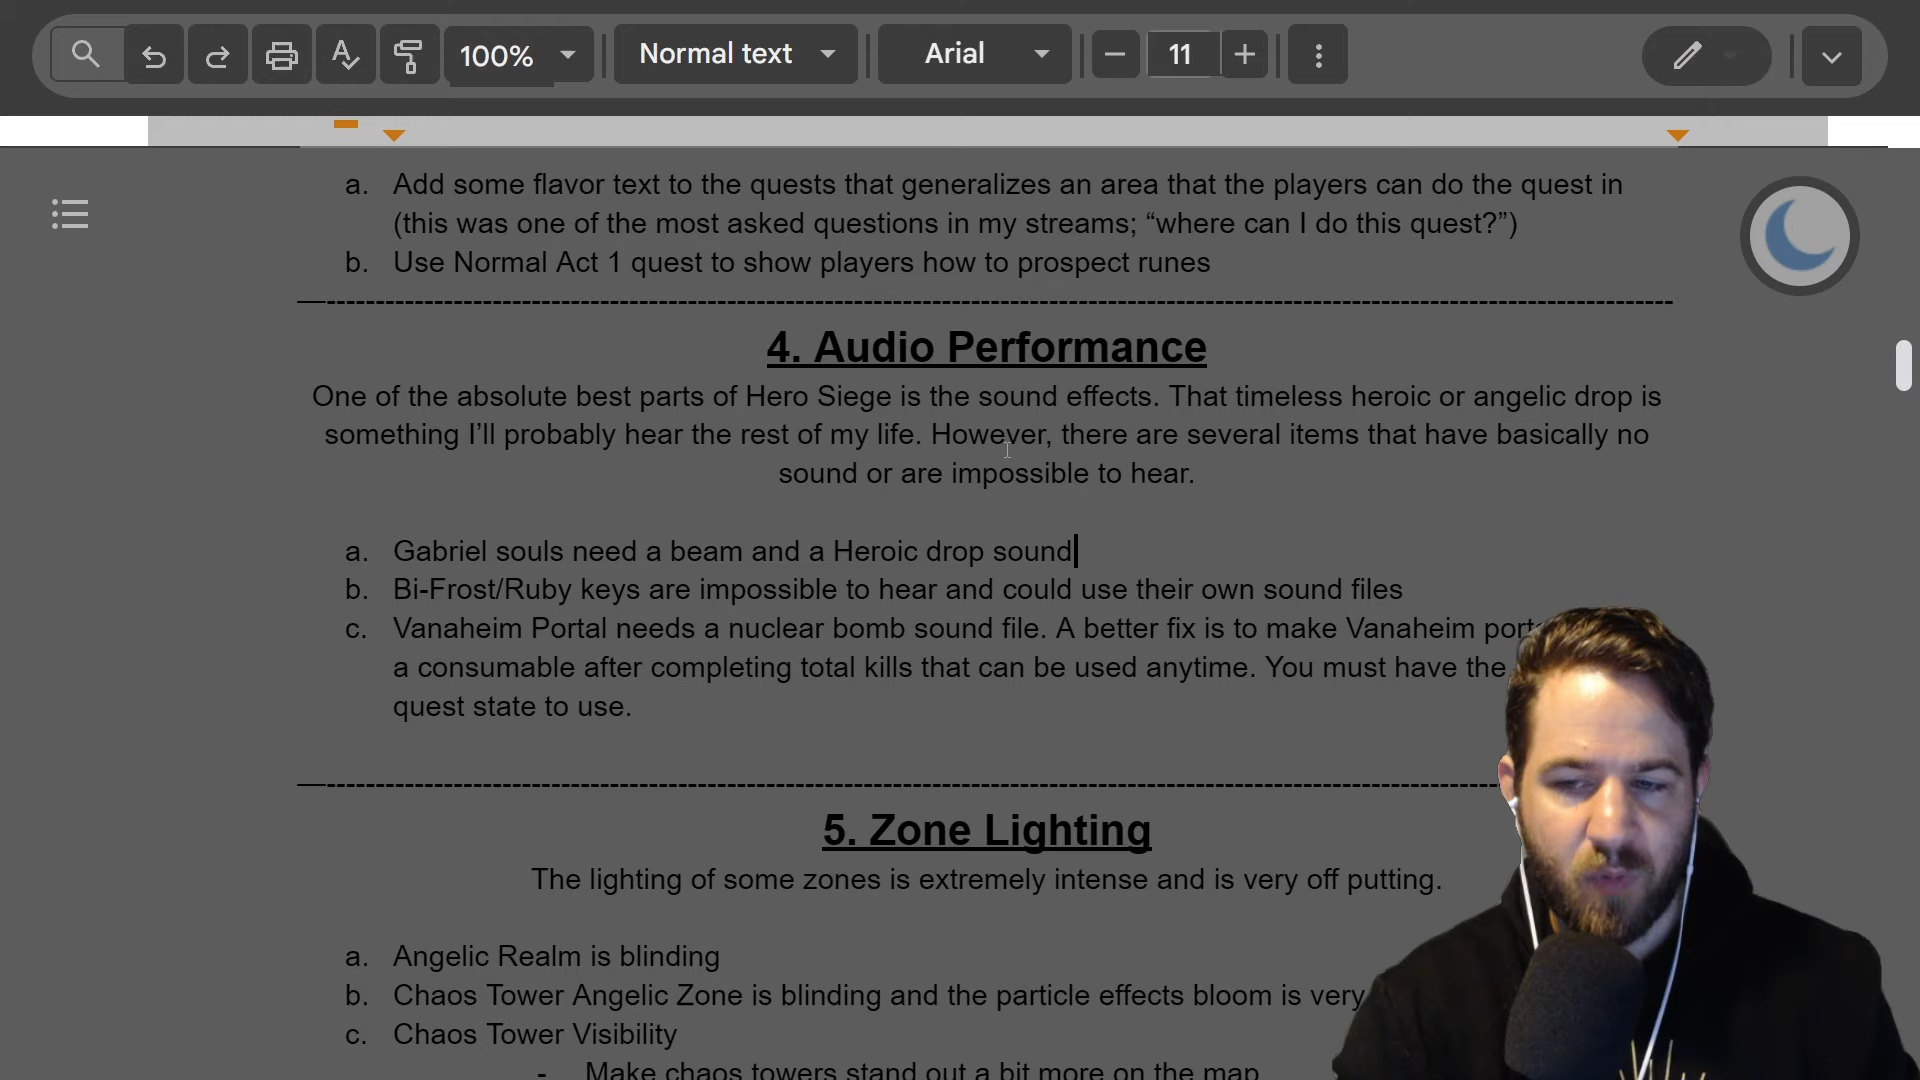 100%
Normal text
Arial
11
a. Add some flavor text to the quests that generalizes an area that the players can do the quest in
(this was one of the most asked questions in my streams; “where can I do this quest?”)
b. Use Normal Act 1 quest to show players how to prospect runes
4. Audio Performance
One of the absolute best parts of Hero Siege is the sound effects. That timeless heroic or angelic drop is
something I’ll probably hear the rest of my life. However, there are several items that have basically no
sound or are impossible to hear.
a. Gabriel souls need a beam and a Heroic drop sound
b. Bi-Frost/Ruby keys are impossible to hear and could use their own sound files
c. Vanaheim Portal needs a nuclear bomb sound file. A better fix is to make Vanaheim
a consumable after completing total kills that can be used anytime. You must have the
quest state to use.
5. Zone Lighting
The lighting of some zones is extremely intense and is very off putting.
a. Angelic Realm is blinding
b. Chaos Tower Angelic Zone is blinding and the particle effects bloom is very
c. Chaos Tower Visibility
- Make chaos towers stand out a bit more on the map